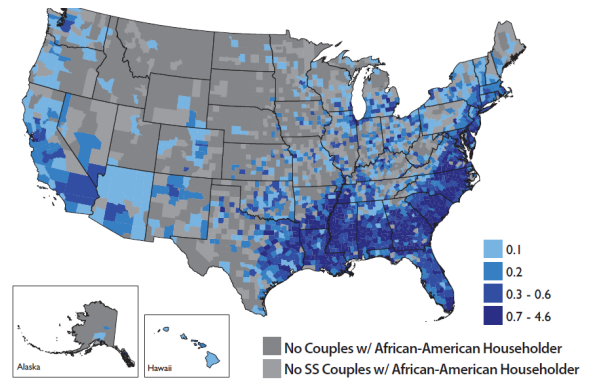 0.1
0.2
0.3 - 0.6
0.7 - 4.6
Alaska
Hawaii
No Couples w/ African-American Householder
No SS Couples w/ African-American Householder